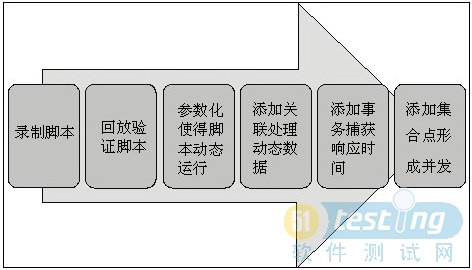 录制脚本
回放验
证脚本
参数化
使得脚
本动态
运行
添加关
联处理
动态数
据
添加事
务捕获
响应时
间
添加集
合点形
成并发
51testing
软件测试网